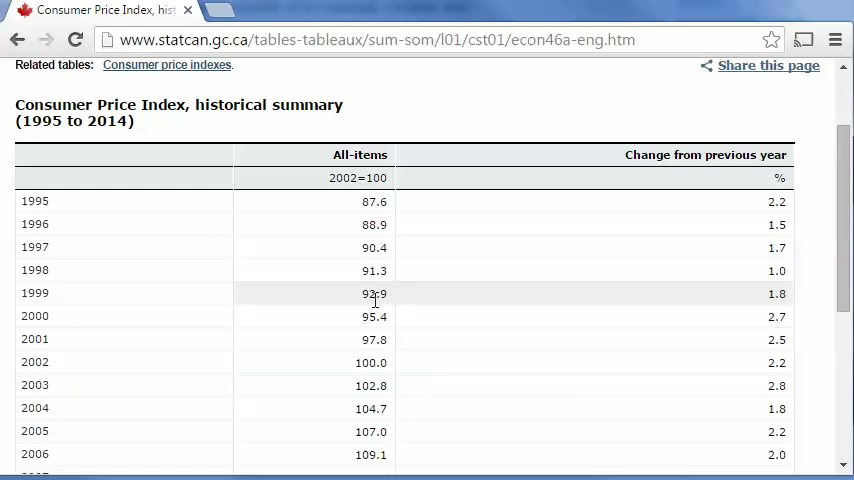 Consumer Price Index, hist
www.statcan.gc.ca/tables-tableaux/sum-som/l01/cst01/econ46a-eng.htm
Related tables: Consumer price indexes.
Share this page
Consumer Price Index, historical summary
(1995 to 2014)
All-items Change from previous year
2002=100 %
1995 87.6 2.2
1996 88.9 1.5
1997 90.4 1.7
1998 91.3 1.0
1999 92.9 1.8
2000 95.4 2.7
2001 97.8 2.5
2002 100.0 2.2
2003 102.8 2.8
2004 104.7 1.8
2005 107.0 2.2
2006 109.1 2.0